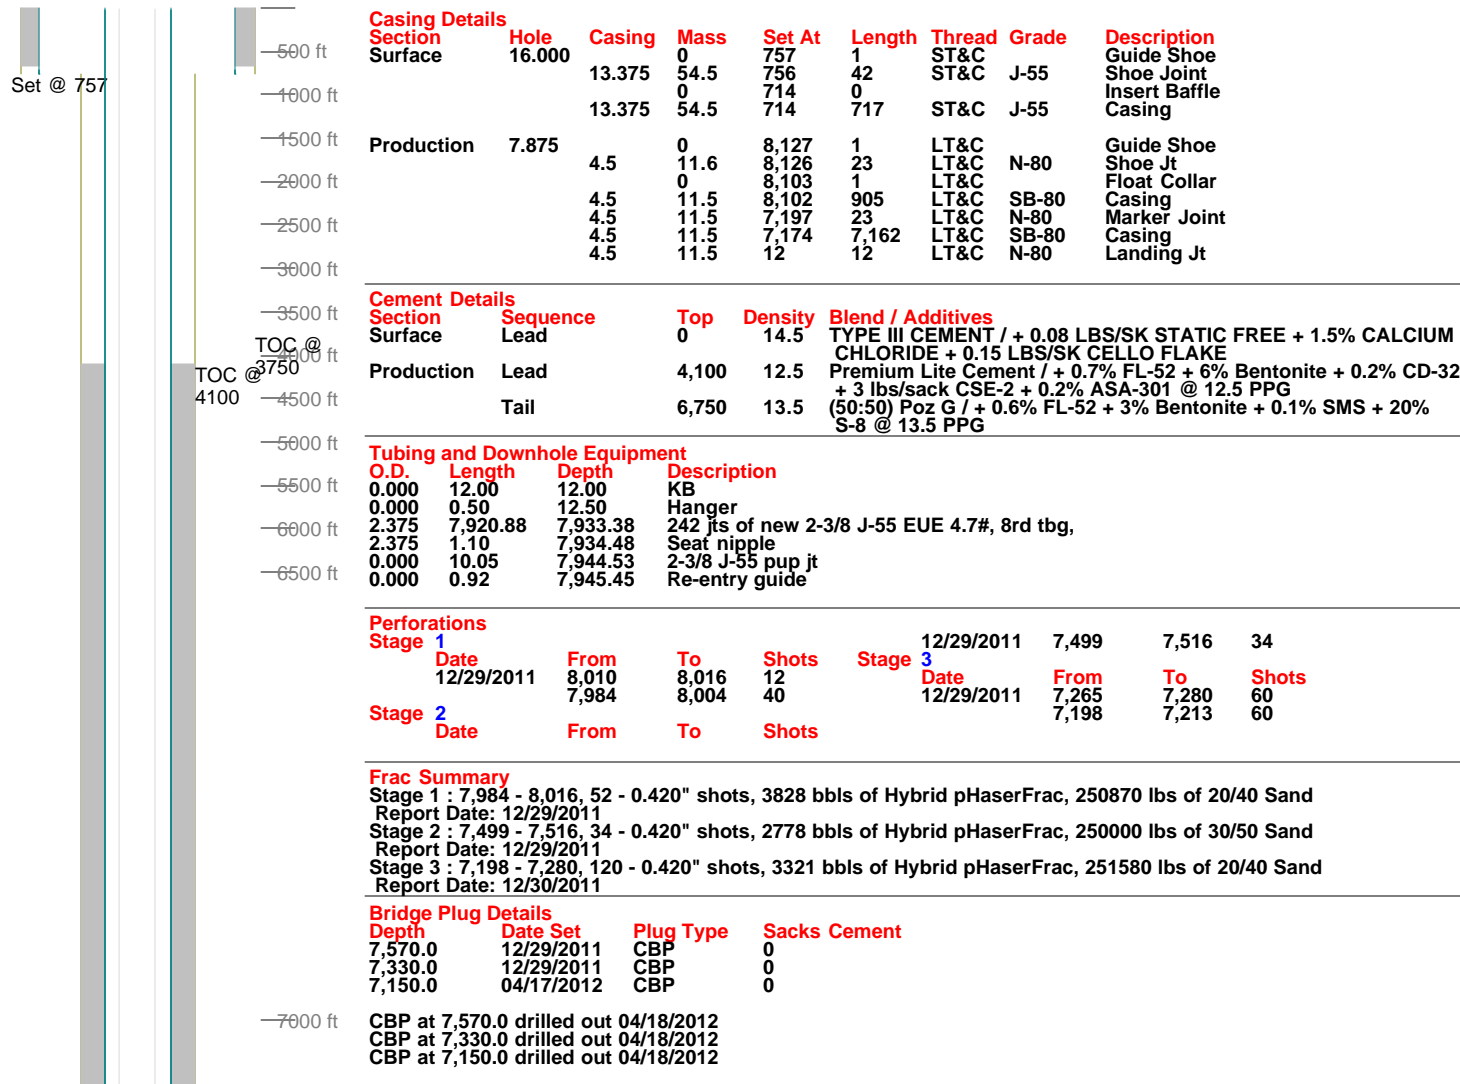 Set @ 757
500 ft
1000 ft
1500 ft
2000 ft
2500 ft
3000 ft
3500 ft
TOC @ 3750
4000 ft
TOC @ 4100
4500 ft
5000 ft
5500 ft
6000 ft
6500 ft
7000 ft
Casing Details
Section Hole Casing Mass Set At Length Thread Grade Description
Surface 16.000 0 757 1 ST&C Guide Shoe
13.375 54.5 756 42 ST&C J-55 Shoe Joint
0 714 0 Insert Baffle
13.375 54.5 714 717 ST&C J-55 Casing
Production 7.875 0 8,127 1 LT&C Guide Shoe
4.5 11.6 8,126 23 LT&C N-80 Shoe Jt
0 8,103 1 LT&C Float Collar
4.5 11.5 8,102 905 LT&C SB-80 Casing
4.5 11.5 7,197 23 LT&C N-80 Marker Joint
4.5 11.5 7,174 7,162 LT&C SB-80 Casing
4.5 11.5 12 12 LT&C N-80 Landing Jt
Cement Details
Section Sequence Top Density Blend / Additives
Surface Lead 0 14.5 TYPE III CEMENT / + 0.08 LBS/SK STATIC FREE + 1.5% CALCIUM
CHLORIDE + 0.15 LBS/SK CELLO FLAKE
Production Lead 4,100 12.5 Premium Lite Cement / + 0.7% FL-52 + 6% Bentonite + 0.2% CD-32
+ 3 lbs/sack CSE-2 + 0.2% ASA-301 @ 12.5 PPG
Tail 6,750 13.5 (50:50) Poz G / + 0.6% FL-52 + 3% Bentonite + 0.1% SMS + 20%
S-8 @ 13.5 PPG
Tubing and Downhole Equipment
O.D. Length Depth Description
0.000 12.00 12.00 KB
0.000 0.50 12.50 Hanger
2.375 7,920.88 7,933.38 242 jts of new 2-3/8 J-55 EUE 4.7#, 8rd tbg,
2.375 1.10 7,934.48 Seat nipple
0.000 10.05 7,944.53 2-3/8 J-55 pup jt
0.000 0.92 7,945.45 Re-entry guide
Perforations
Stage 1
Date From To Shots
12/29/2011 8,010 8,016 12
7,984 8,004 40
Stage 2
Date From To Shots
12/29/2011 7,499 7,516 34
Stage 3
Date From To Shots
12/29/2011 7,265 7,280 60
7,198 7,213 60
Frac Summary
Stage 1 : 7,984 - 8,016, 52 - 0.420" shots, 3828 bbls of Hybrid pHaserFrac, 250870 lbs of 20/40 Sand
Report Date: 12/29/2011
Stage 2 : 7,499 - 7,516, 34 - 0.420" shots, 2778 bbls of Hybrid pHaserFrac, 250000 lbs of 30/50 Sand
Report Date: 12/29/2011
Stage 3 : 7,198 - 7,280, 120 - 0.420" shots, 3321 bbls of Hybrid pHaserFrac, 251580 lbs of 20/40 Sand
Report Date: 12/30/2011
Bridge Plug Details
Depth Date Set Plug Type Sacks Cement
7,570.0 12/29/2011 CBP 0
7,330.0 12/29/2011 CBP 0
7,150.0 04/17/2012 CBP 0
CBP at 7,570.0 drilled out 04/18/2012
CBP at 7,330.0 drilled out 04/18/2012
CBP at 7,150.0 drilled out 04/18/2012